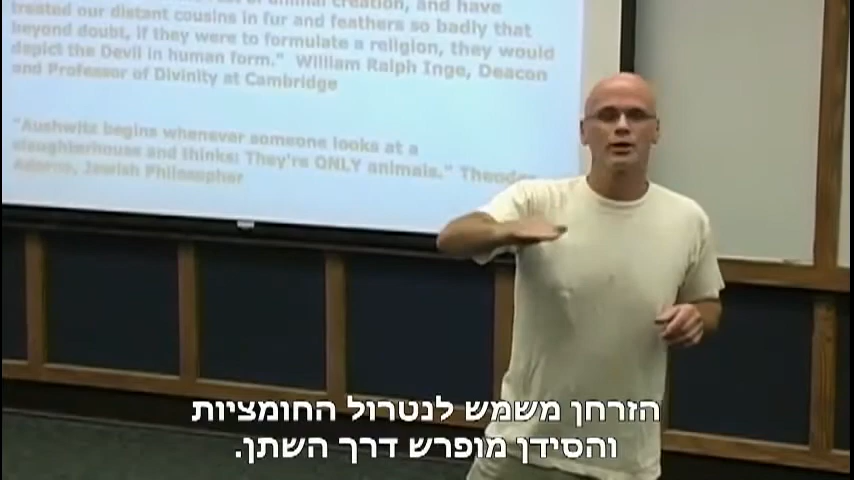 treated our distant cousins in fur and feathers so badly that
beyond doubt, if they were to formulate a religion, they would
depict the Devil in human form." William Ralph Inge, Deacon
and Professor of Divinity at Cambridge
"Aushwitz begins whenever someone looks at a
slaughterhouse and thinks: They're ONLY animals." Theodor
Adorno, Jewish Philosopher
הזרחן משמש לנטרול החומציות
והסידן מופרש דרך השתן.